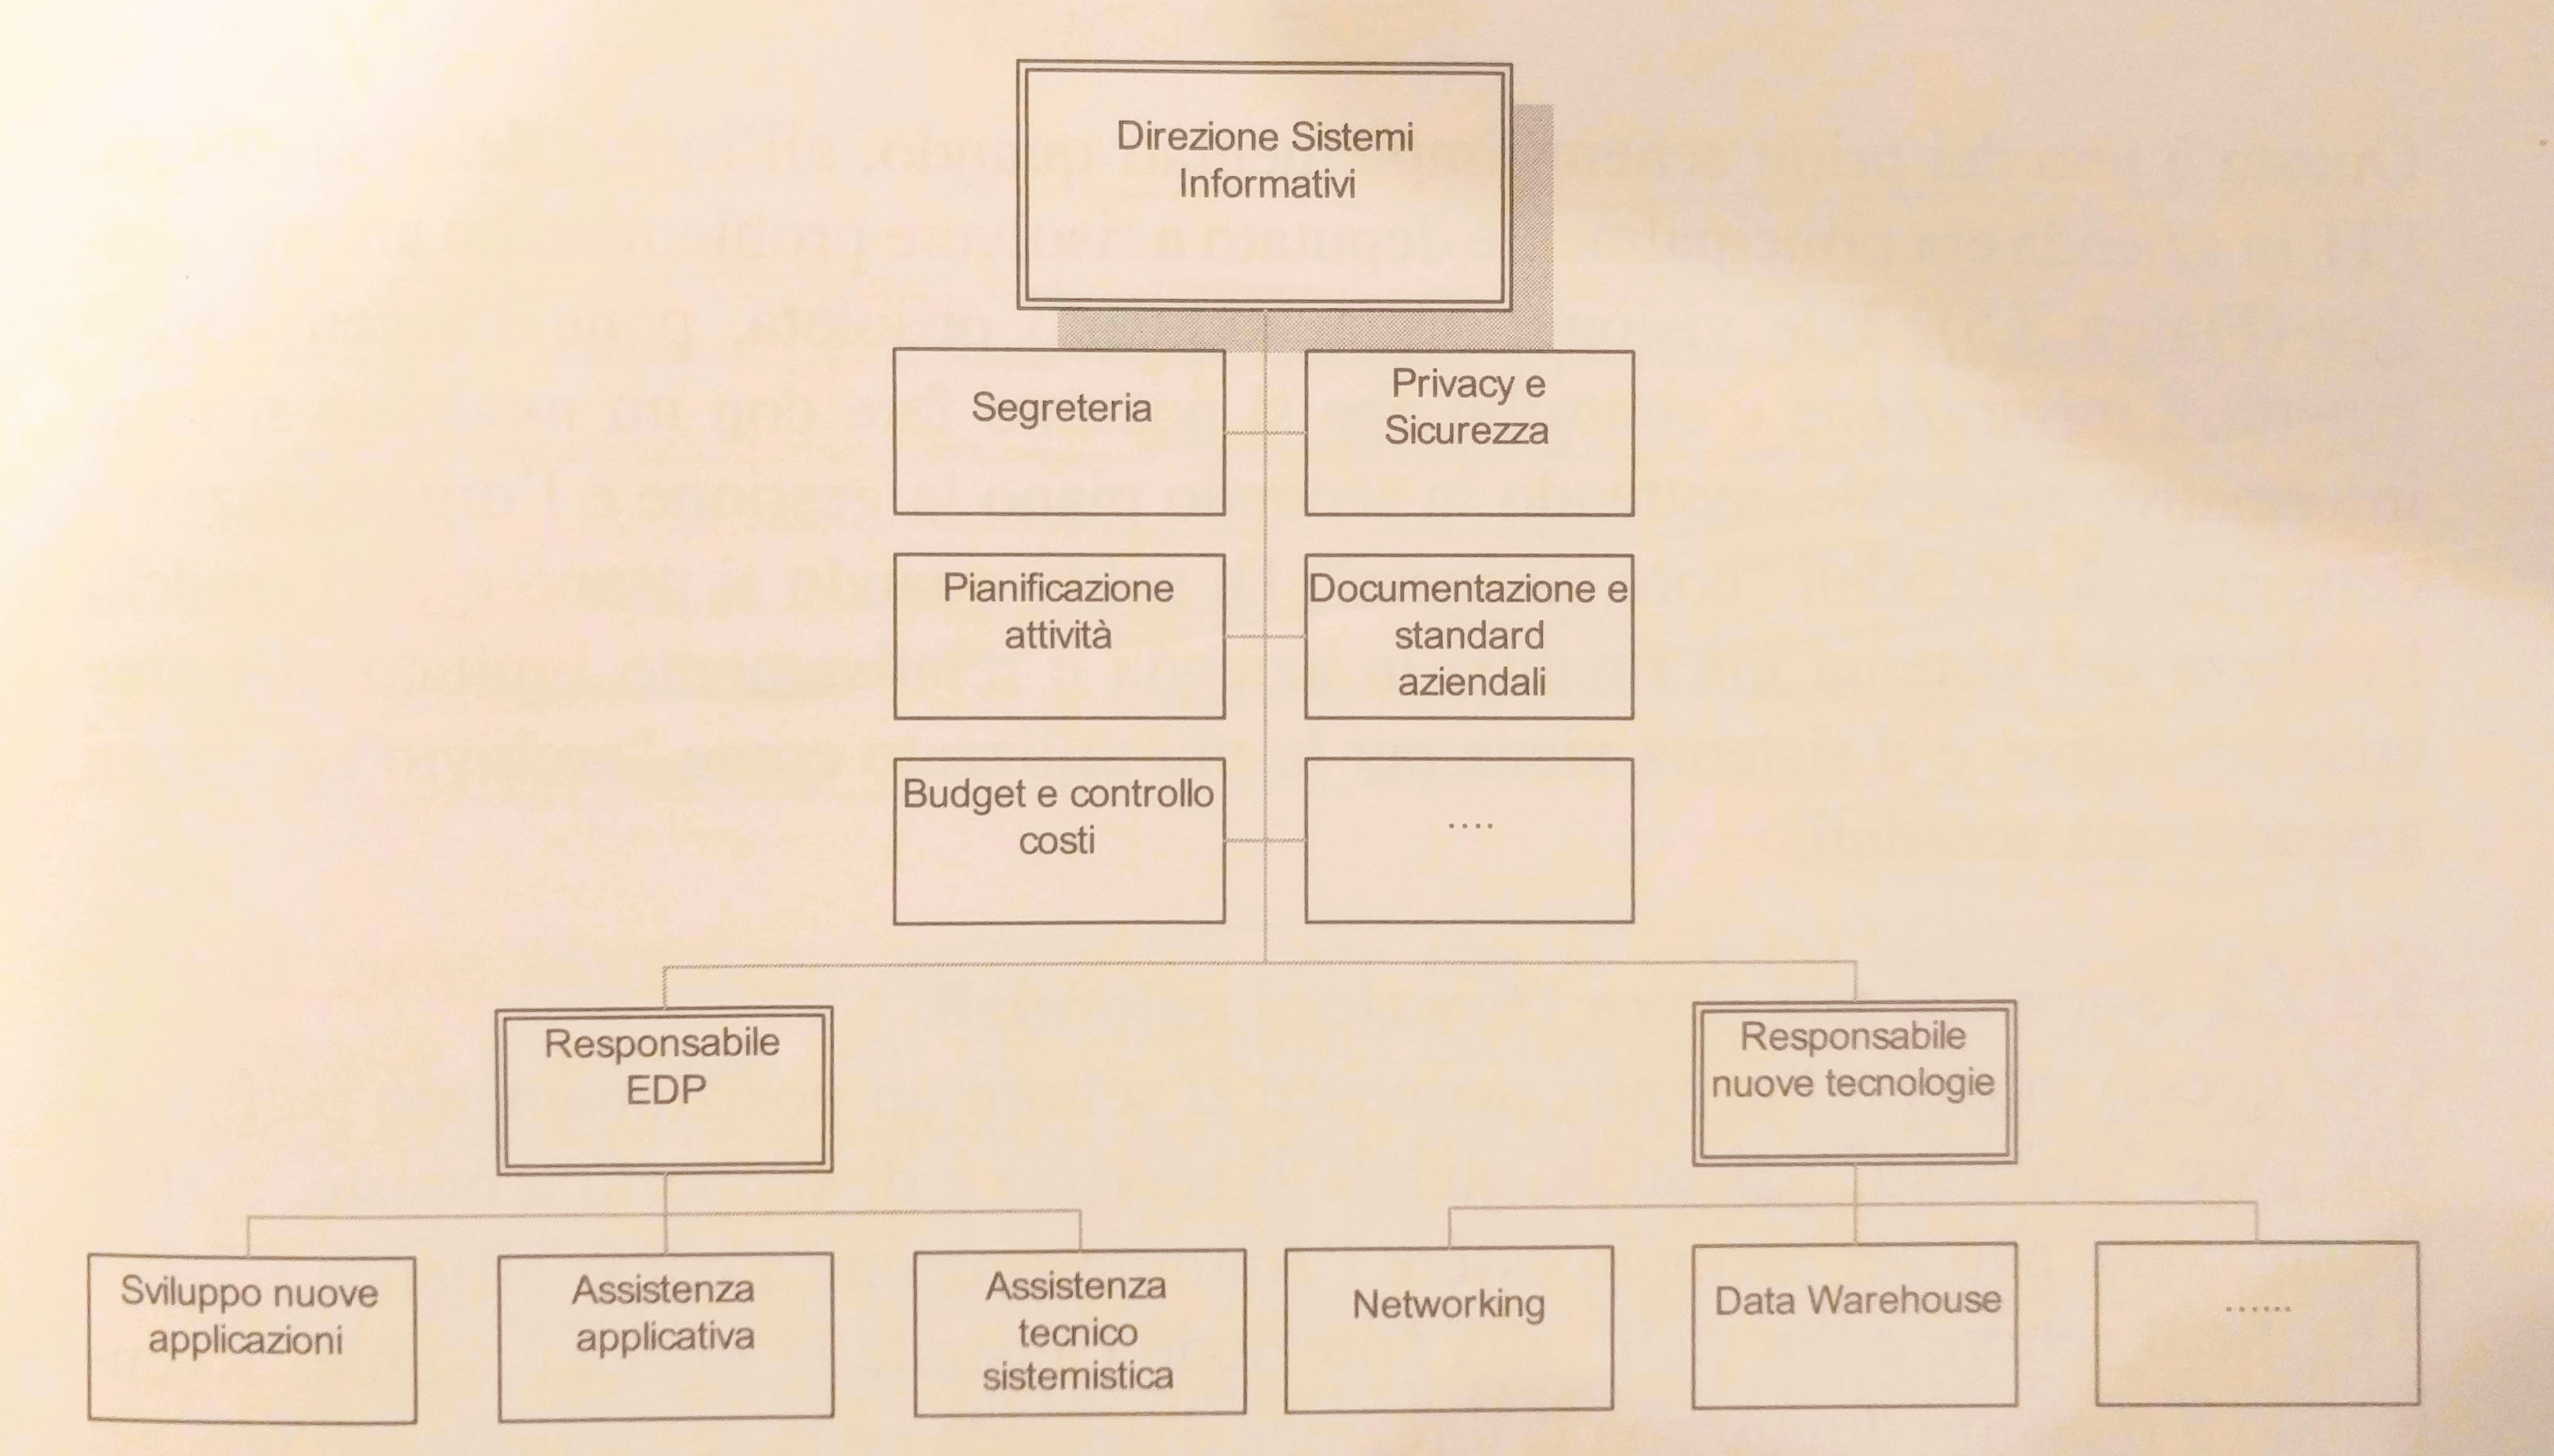 Direzione Sistemi
Informativi
Segreteria
Privacy e
Sicurezza
Pianificazione
attività
Documentazione e
standard
aziendali
Budget e controllo
costi
....
Responsabile
EDP
Responsabile
nuove tecnologie
Sviluppo nuove
applicazioni
Assistenza
applicativa
Assistenza
tecnico
sistemistica
Networking
Data Warehouse
......